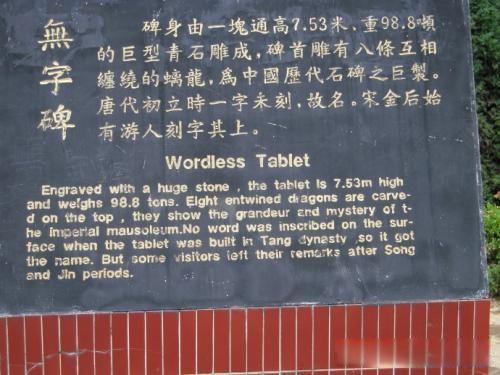 無字碑
碑身由一塊通高7.53米，重98.8噸
的巨型青石雕成，碑首雕有八條互相
纏繞的螭龍，爲中國歷代石碑之巨製。
唐代初立時一字未刻，故名。宋金后始
有游人刻字其上。
Wordless Tablet
Engraved with a huge stone , the tablet is 7.53m high
and weighs 98.8 tons. Eight entwined dragons are carve-
d on the top , they show the grandeur and mystery of t-
he imperial mausoleum.No word was inscribed on the sur-
face when the tablet was built in Tang dynasty ,so it got
the name. But some visitors left their remarks after Song
and Jin periods.